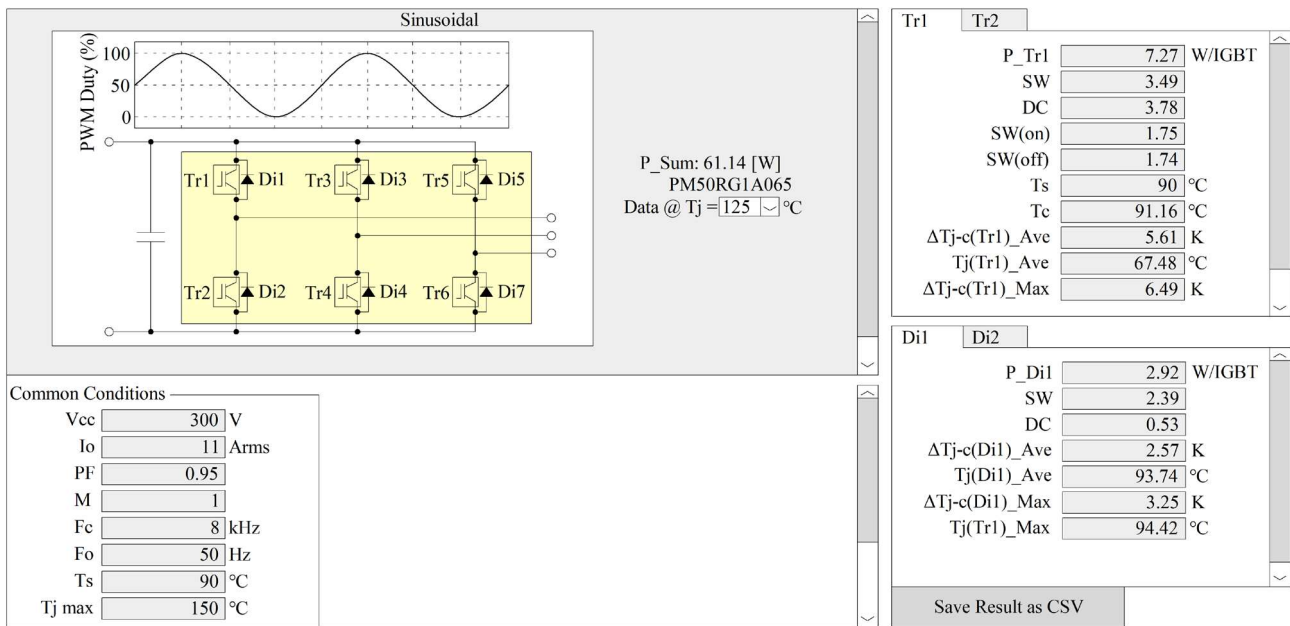 Sinusoidal
PWM Duty (%)
100
50
0
Tr1 Di1 Tr3 Di3 Tr5 Di5
Tr2 Di2 Tr4 Di4 Tr6 Di7
P_Sum: 61.14 [W]
PM50RG1A065
Data @ Tj = 125 °C
Common Conditions
Vcc 300 V
Io 11 Arms
PF 0.95
M 1
Fc 8 kHz
Fo 50 Hz
Ts 90 °C
Tj max 150 °C
Tr1 Tr2
P_Tr1 7.27 W/IGBT
SW 3.49
DC 3.78
SW(on) 1.75
SW(off) 1.74
Ts 90 °C
Tc 91.16 °C
ΔTj-c(Tr1)_Ave 5.61 K
Tj(Tr1)_Ave 67.48 °C
ΔTj-c(Tr1)_Max 6.49 K
Di1 Di2
P_Di1 2.92 W/IGBT
SW 2.39
DC 0.53
ΔTj-c(Di1)_Ave 2.57 K
Tj(Di1)_Ave 93.74 °C
ΔTj-c(Di1)_Max 3.25 K
Tj(Tr1)_Max 94.42 °C
Save Result as CSV